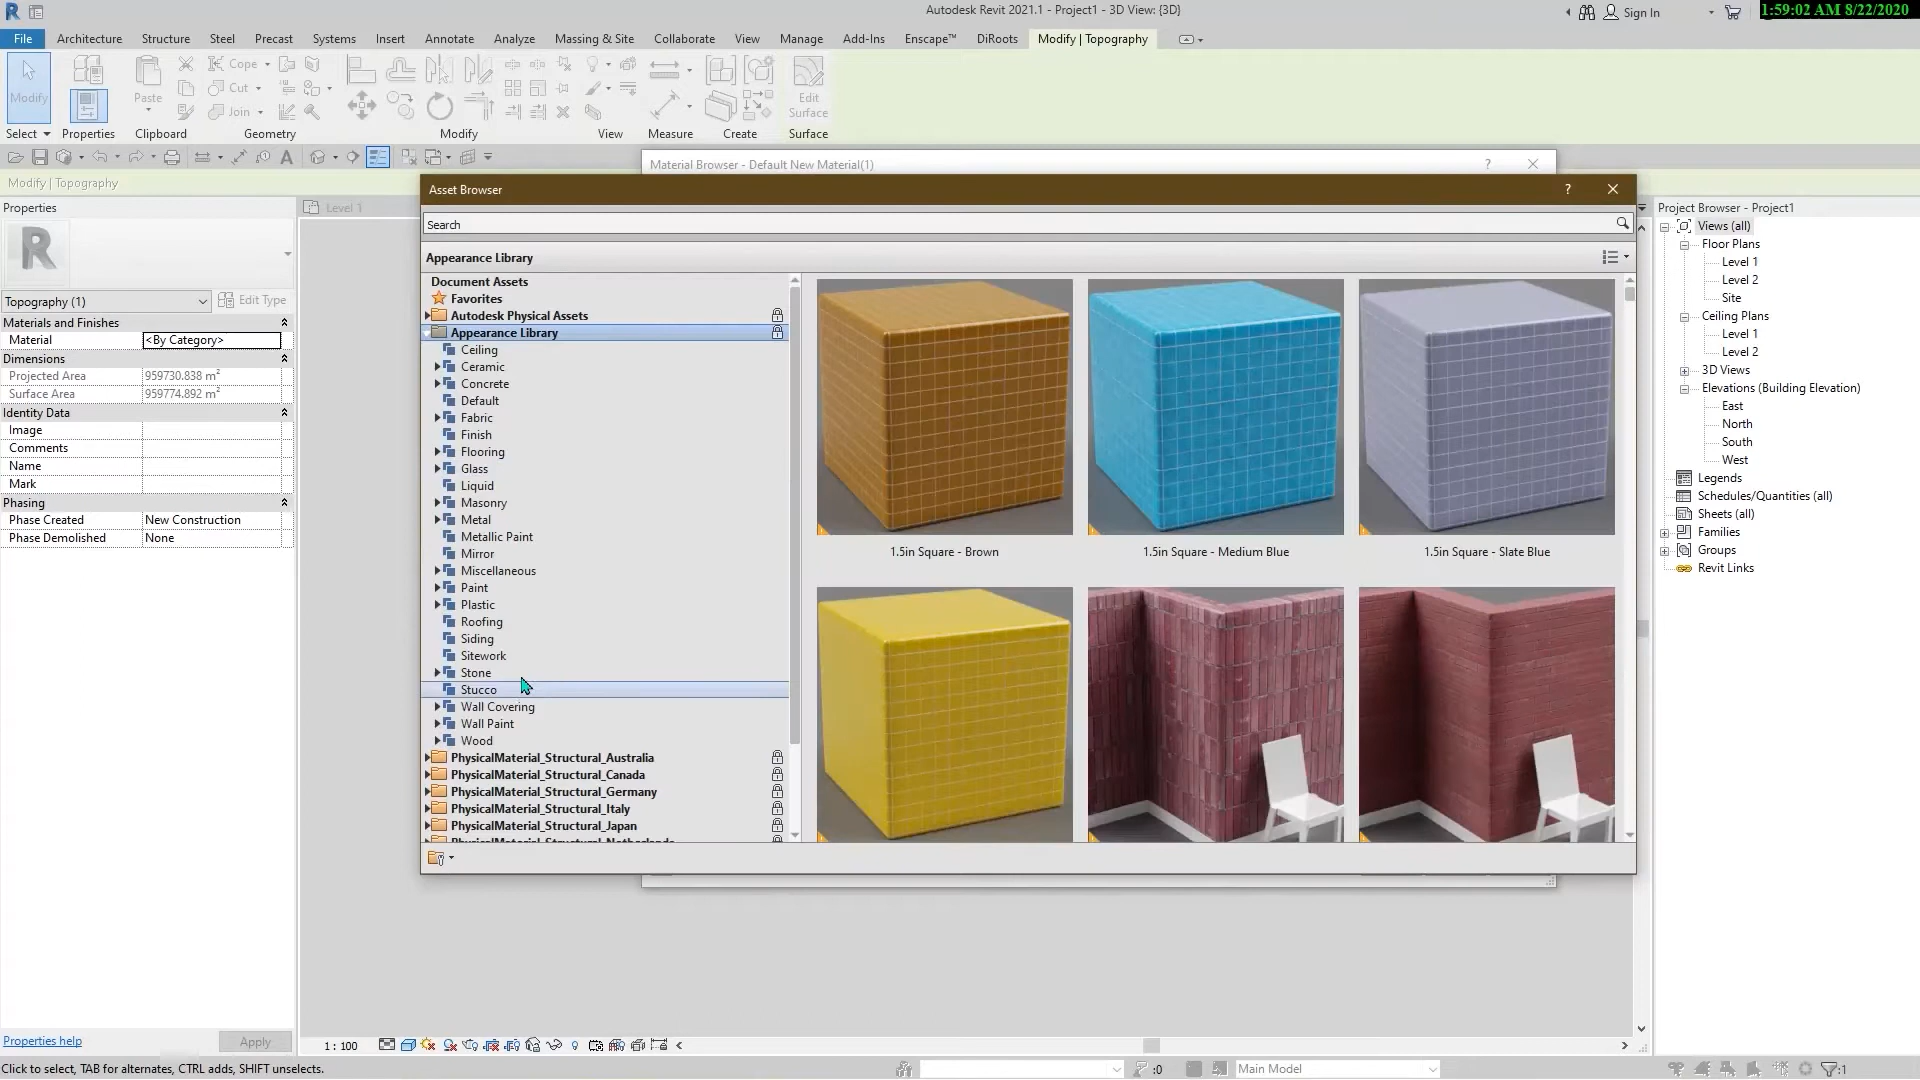 Autodesk Revit 2021.1 - Project1 - 3D View: {3D}
Sign In
1:59:02 AM 8/22/2020
File Architecture Structure Steel Precast Systems Insert Annotate Analyze Massing & Site Collaborate View Manage Add-Ins Enscape™ DiRoots Modify | Topography
Modify
Paste
Cope
Cut
Join
Edit
Surface
Select Properties Clipboard Geometry Modify View Measure Create Surface
Modify | Topography
Properties
R
Topography (1)
Edit Type
Materials and Finishes
Material <By Category>
Dimensions
Projected Area 959730.838 m²
Surface Area 959774.892 m²
Identity Data
Image
Comments
Name
Mark
Phasing
Phase Created New Construction
Phase Demolished None
Properties help
Apply
Level 1
Material Browser - Default New Material(1)
?
Asset Browser
?
Search
Appearance Library
Document Assets
Favorites
Autodesk Physical Assets
Appearance Library
Ceiling
Ceramic
Concrete
Default
Fabric
Finish
Flooring
Glass
Liquid
Masonry
Metal
Metallic Paint
Mirror
Miscellaneous
Paint
Plastic
Roofing
Siding
Sitework
Stone
Stucco
Wall Covering
Wall Paint
Wood
PhysicalMaterial_Structural_Australia
PhysicalMaterial_Structural_Canada
PhysicalMaterial_Structural_Germany
PhysicalMaterial_Structural_Italy
PhysicalMaterial_Structural_Japan
1.5in Square - Brown
1.5in Square - Medium Blue
1.5in Square - Slate Blue
Project Browser - Project1
Views (all)
Floor Plans
Level 1
Level 2
Site
Ceiling Plans
Level 1
Level 2
3D Views
Elevations (Building Elevation)
East
North
South
West
Legends
Schedules/Quantities (all)
Sheets (all)
Families
Groups
Revit Links
1 : 100
Click to select, TAB for alternates, CTRL adds, SHIFT unselects.
:0
Main Model
:1